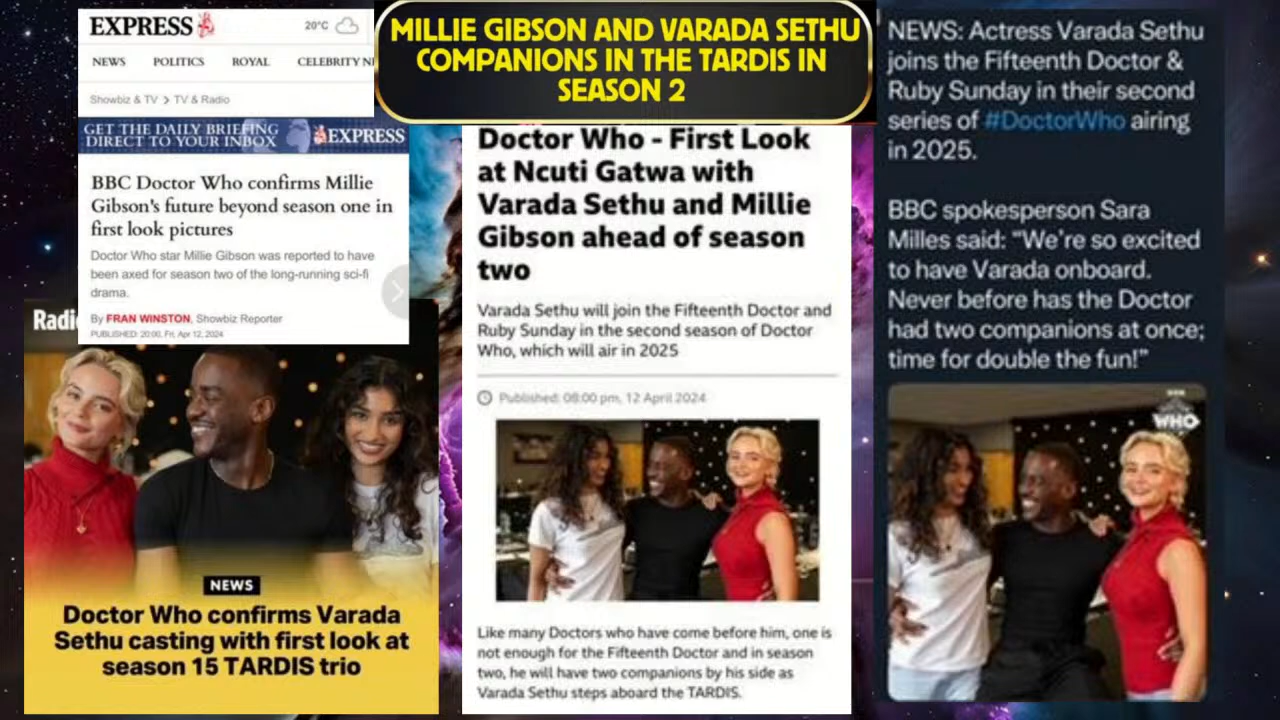 EXPRESS
20°C
NEWS POLITICS ROYAL CELEBRITY N
Showbiz & TV > TV & Radio
GET THE DAILY BRIEFING
DIRECT TO YOUR INBOX
EXPRESS
BBC Doctor Who confirms Millie
Gibson's future beyond season one in
first look pictures
Doctor Who star Millie Gibson was reported to have
been axed for season two of the long-running sci-fi
drama.
By FRAN WINSTON, Showbiz Reporter
PUBLISHED: 20:00, Fri, Apr 12, 2024
Radi
NEWS
Doctor Who confirms Varada
Sethu casting with first look at
season 15 TARDIS trio
MILLIE GIBSON AND VARADA SETHU
COMPANIONS IN THE TARDIS IN
SEASON 2
Doctor Who - First Look
at Ncuti Gatwa with
Varada Sethu and Millie
Gibson ahead of season
two
Varada Sethu will join the Fifteenth Doctor and
Ruby Sunday in the second season of Doctor
Who, which will air in 2025
Published: 08:00 pm, 12 April 2024
Like many Doctors who have come before him, one is
not enough for the Fifteenth Doctor and in season
two, he will have two companions by his side as
Varada Sethu steps aboard the TARDIS.
NEWS: Actress Varada Sethu
joins the Fifteenth Doctor &
Ruby Sunday in their second
series of #DoctorWho airing
in 2025.
BBC spokesperson Sara
Milles said: "We're so excited
to have Varada onboard.
Never before has the Doctor
had two companions at once;
time for double the fun!"
WHO